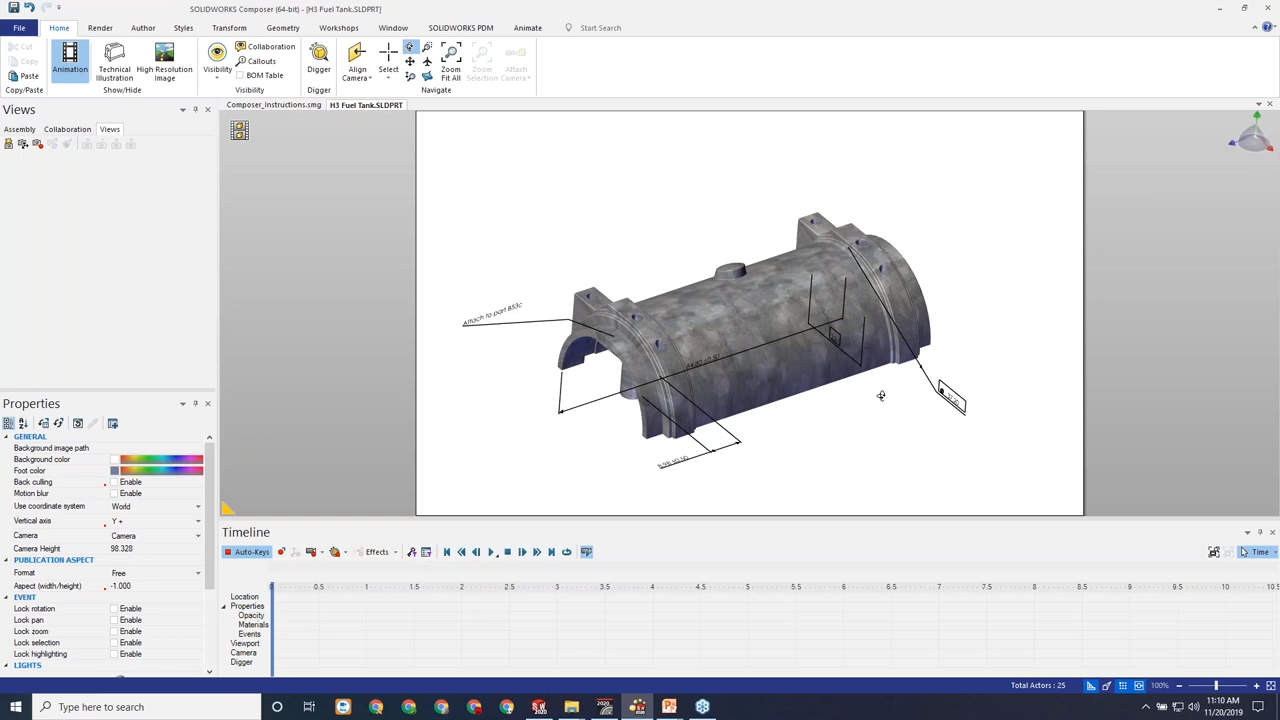 SOLIDWORKS Composer (64-bit) - [H3 Fuel Tank.SLDPRT]
File Home Render Author Styles Transform Geometry Workshops Window SOLIDWORKS PDM Animate Start Search
Cut
Copy
Paste
Copy/Paste
Animation
Technical Illustration
High Resolution Image
Show/Hide
Visibility
Collaboration
Callouts
BOM Table
Visibility
Digger
Digger
Align Camera
Select
Zoom Fit All
Zoom Selection
Attach Camera
Navigate
Views
Composer_Instructions.smg H3 Fuel Tank.SLDPRT
Assembly Collaboration Views
Attach to part B53c
Properties
GENERAL
Background image path
Background color
Foot color
Back culling Enable
Motion blur Enable
Use coordinate system World
Vertical axis Y +
Camera Camera
Camera Height 98.328
PUBLICATION ASPECT
Format Free
Aspect (width/height) -1.000
EVENT
Lock rotation Enable
Lock pan Enable
Lock zoom Enable
Lock selection Enable
Lock highlighting Enable
LIGHTS
Timeline
Auto-Keys Effects Time
0 0.5 1 1.5 2 2.5 3 3.5 4 4.5 5 5.5 6 6.5 7 7.5 8 8.5 9 9.5 10 10.5
Location
Properties
Opacity
Materials
Events
Viewport
Camera
Digger
Total Actors : 25 100%
Type here to search
11:10 AM
11/20/2019